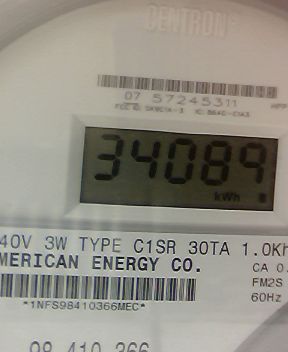 CENTRON®
07 57245311
34089
kWh
40V 3W TYPE C1SR 30TA 1.0Kh
MERICAN ENERGY CO.
CA 0.
FM2S
60Hz
*1NFS98410366MEC*
98 410 366